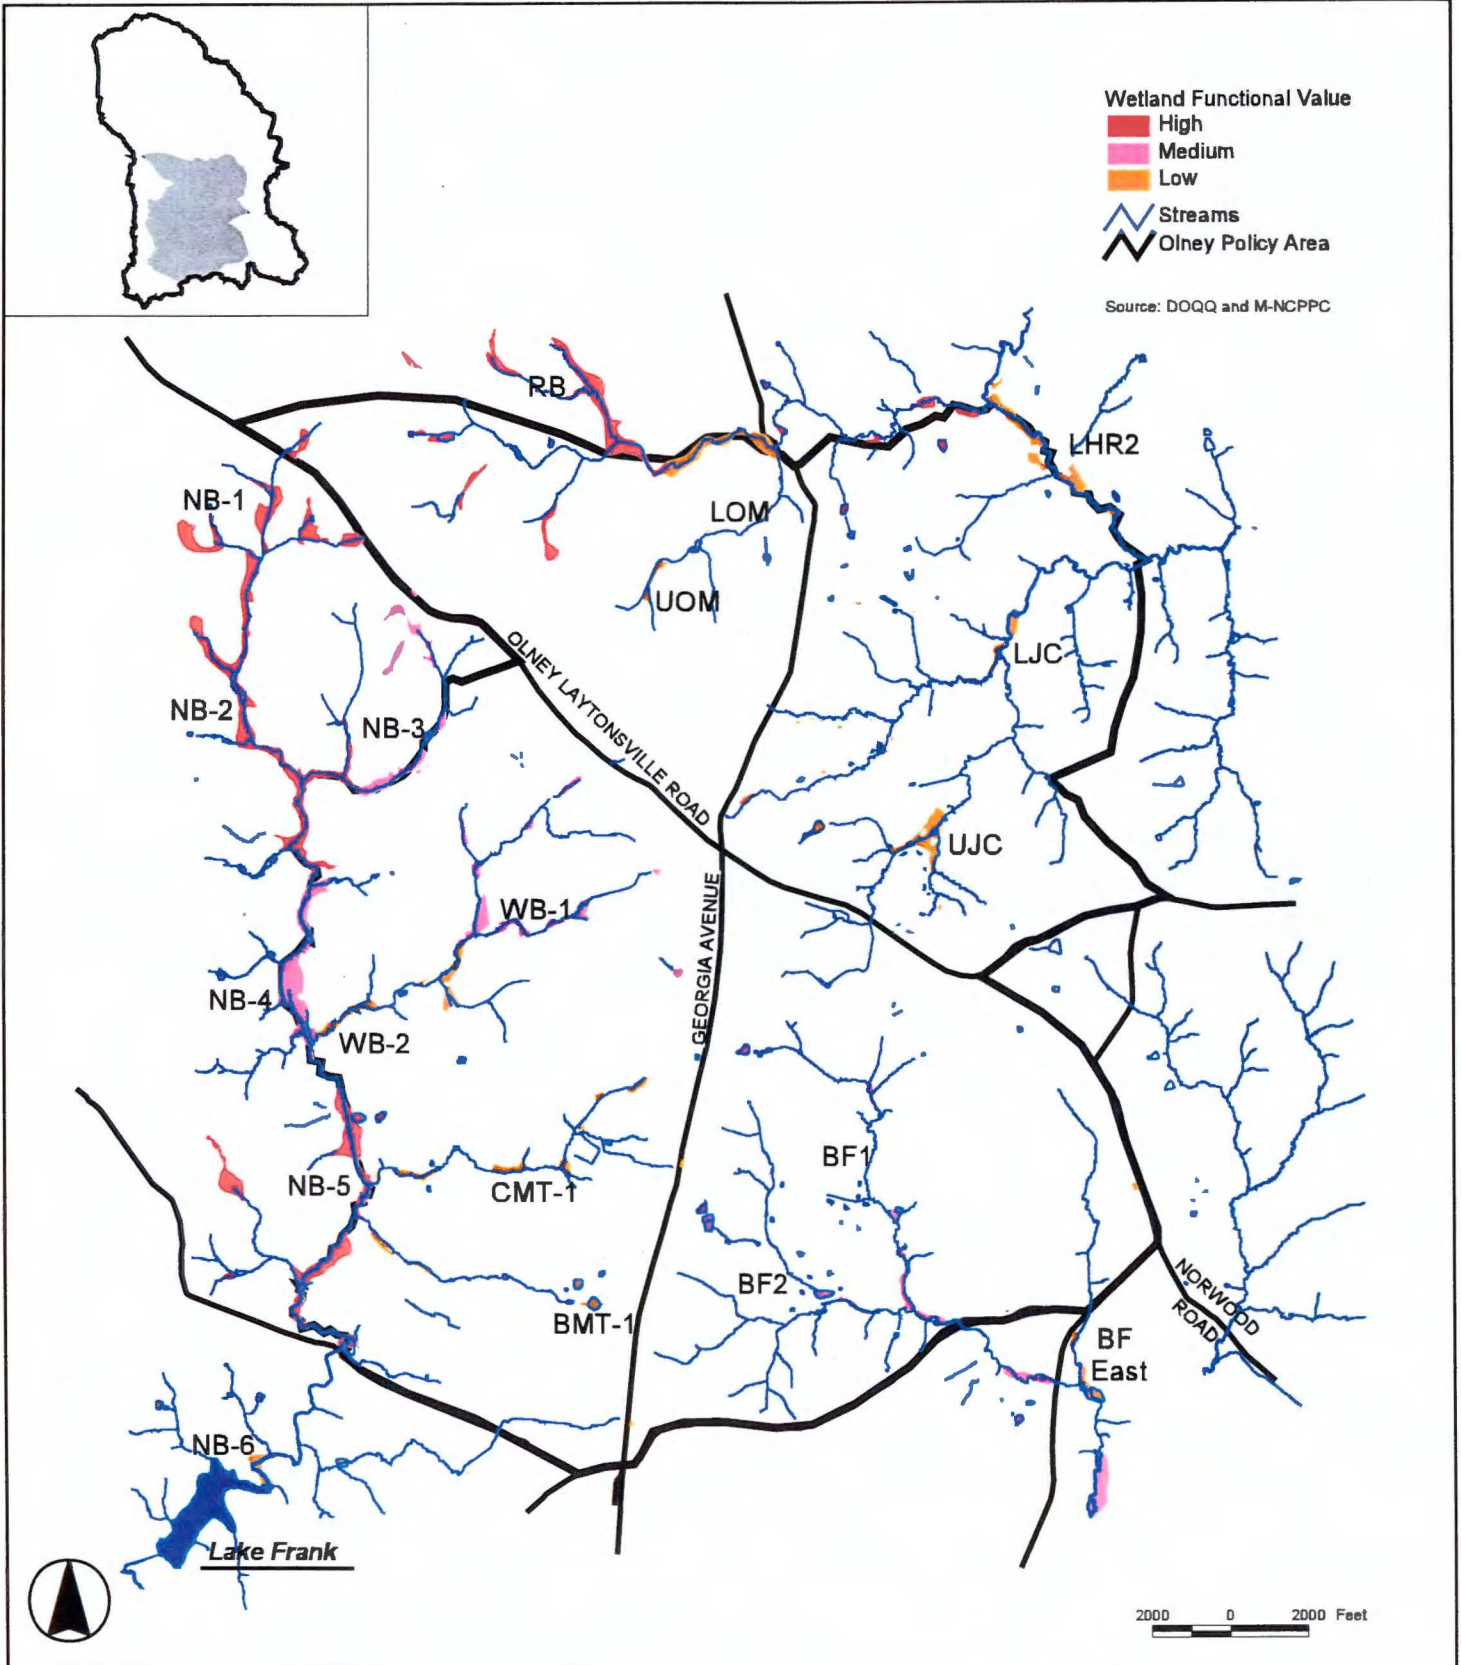 Wetland Functional Value
High
Medium
Low
Streams
Olney Policy Area
Source: DOQQ and M-NCPPC
RB
LHR2
NB-1
LOM
UOM
OLNEY LAYTONSVILLE ROAD
LJC
NB-2
NB-3
UJC
WB-1
GEORGIA AVENUE
NB-4
WB-2
BF1
NB-5
CMT-1
BF2
BMT-1
NORWOOD
ROAD
BF
East
NB-6
Lake Frank
2000 0 2000 Feet